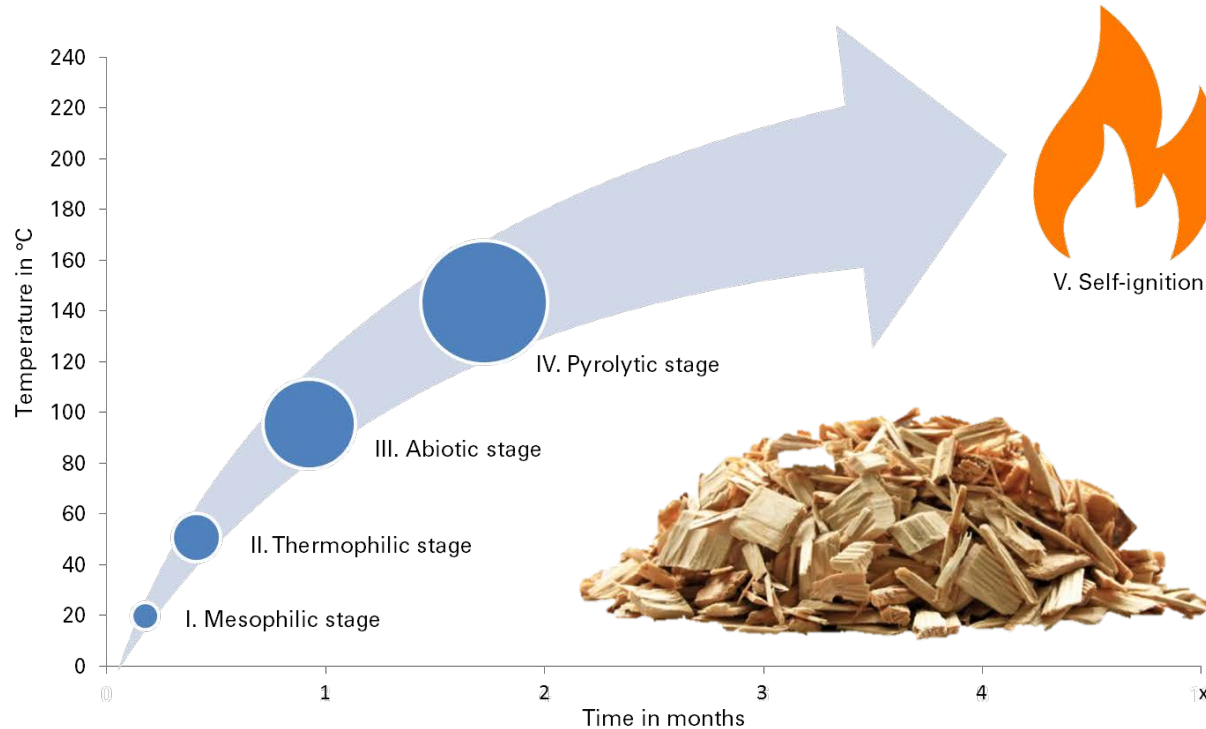 240
220
200
180
160
140
120
100
80
60
40
20
0
Temperature in °C
V. Self-ignition
IV. Pyrolytic stage
III. Abiotic stage
II. Thermophilic stage
I. Mesophilic stage
0 1 2 3 4 x
Time in months